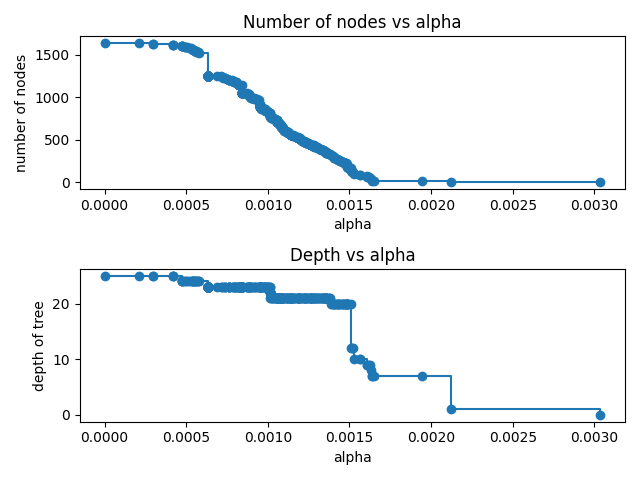 Number of nodes vs alpha
number of nodes
1500
1000
500
0
0.0000 0.0005 0.0010 0.0015 0.0020 0.0025 0.0030
alpha
Depth vs alpha
depth of tree
20
10
0
0.0000 0.0005 0.0010 0.0015 0.0020 0.0025 0.0030
alpha